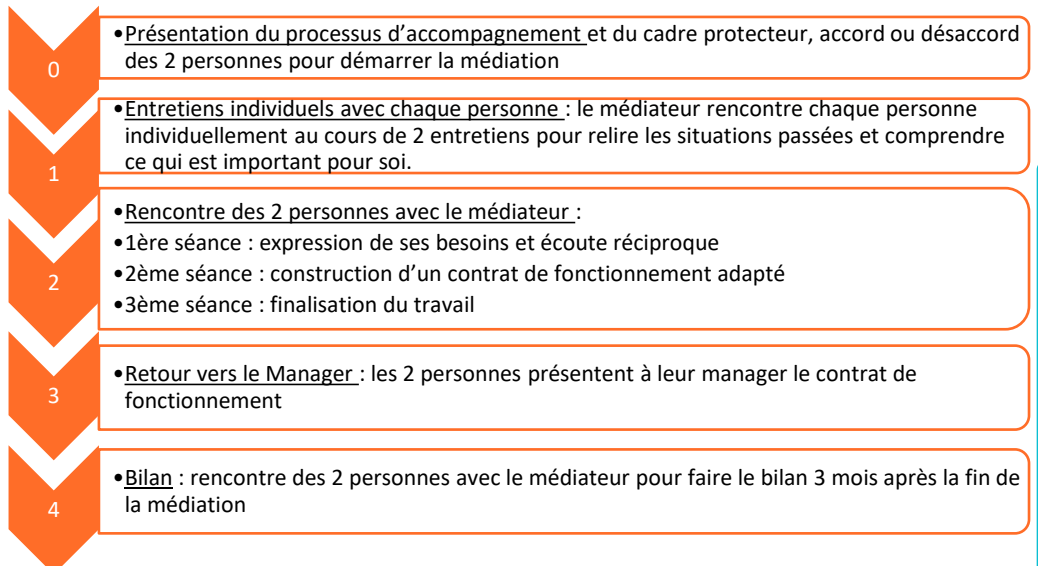 0
•Présentation du processus d’accompagnement et du cadre protecteur, accord ou désaccord
des 2 personnes pour démarrer la médiation
1
•Entretiens individuels avec chaque personne : le médiateur rencontre chaque personne
individuellement au cours de 2 entretiens pour relire les situations passées et comprendre
ce qui est important pour soi.
2
•Rencontre des 2 personnes avec le médiateur :
•1ère séance : expression de ses besoins et écoute réciproque
•2ème séance : construction d’un contrat de fonctionnement adapté
•3ème séance : finalisation du travail
3
•Retour vers le Manager : les 2 personnes présentent à leur manager le contrat de
fonctionnement
4
•Bilan : rencontre des 2 personnes avec le médiateur pour faire le bilan 3 mois après la fin de
la médiation